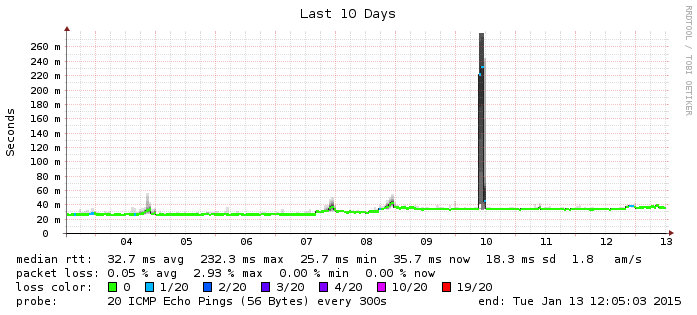 Last 10 Days
RRDTOOL / TOBI OETIKER
Seconds
260 m
240 m
220 m
200 m
180 m
160 m
140 m
120 m
100 m
80 m
60 m
40 m
20 m
0
04 05 06 07 08 09 10 11 12 13
median rtt: 32.7 ms avg 232.3 ms max 25.7 ms min 35.7 ms now 18.3 ms sd 1.8 am/s
packet loss: 0.05 % avg 2.93 % max 0.00 % min 0.00 % now
loss color: 0 1/20 2/20 3/20 4/20 10/20 19/20
probe: 20 ICMP Echo Pings (56 Bytes) every 300s end: Tue Jan 13 12:05:03 2015